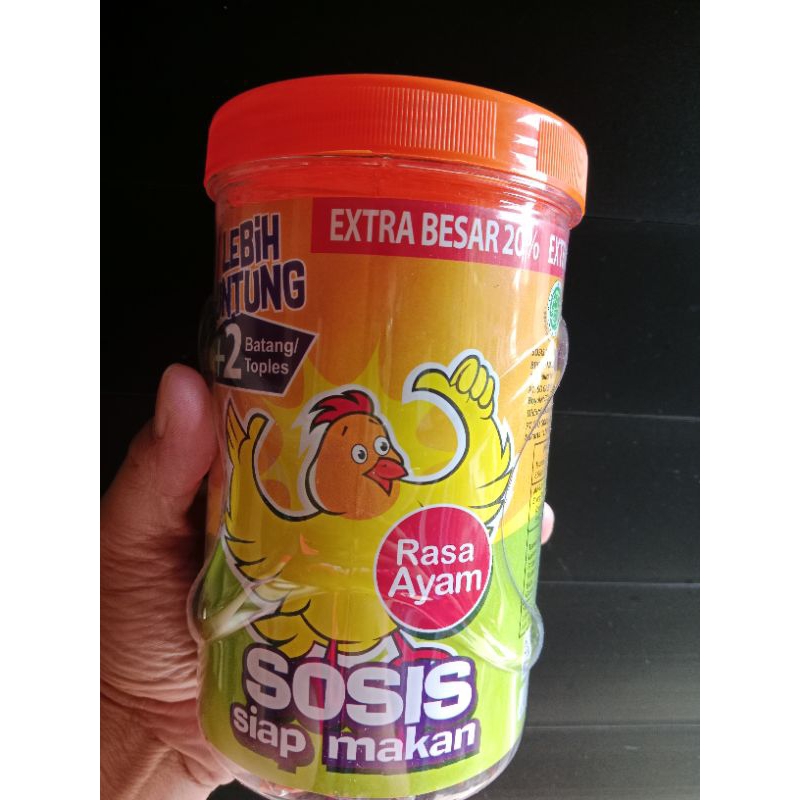 LEBiH
UNTUNG
+2 Batang/
Toples
EXTRA BESAR 20%
Rasa
Ayam
SOSIS
siap makan